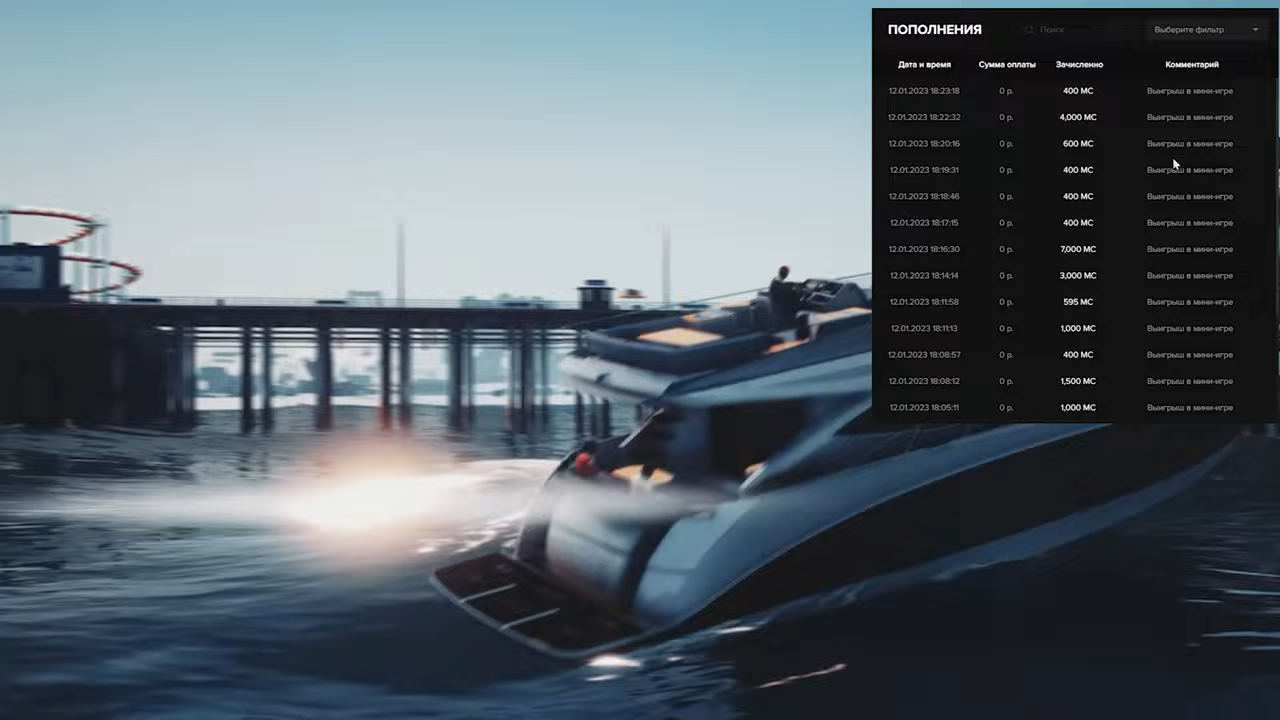 ПОПОЛНЕНИЯ Поиск Выберите фильтр
Дата и время Сумма оплаты Зачисленно Комментарий
12.01.2023 18:23:18 0 р. 400 MC Выигрыш в мини-игре
12.01.2023 18:22:32 0 р. 4,000 MC Выигрыш в мини-игре
12.01.2023 18:20:16 0 р. 600 MC Выигрыш в мини-игре
12.01.2023 18:19:31 0 р. 400 MC Выигрыш в мини-игре
12.01.2023 18:18:46 0 р. 400 MC Выигрыш в мини-игре
12.01.2023 18:17:15 0 р. 400 MC Выигрыш в мини-игре
12.01.2023 18:16:30 0 р. 7,000 MC Выигрыш в мини-игре
12.01.2023 18:14:14 0 р. 3,000 MC Выигрыш в мини-игре
12.01.2023 18:11:58 0 р. 595 MC Выигрыш в мини-игре
12.01.2023 18:11:13 0 р. 1,000 MC Выигрыш в мини-игре
12.01.2023 18:08:57 0 р. 400 MC Выигрыш в мини-игре
12.01.2023 18:08:12 0 р. 1,500 MC Выигрыш в мини-игре
12.01.2023 18:05:11 0 р. 1,000 MC Выигрыш в мини-игре